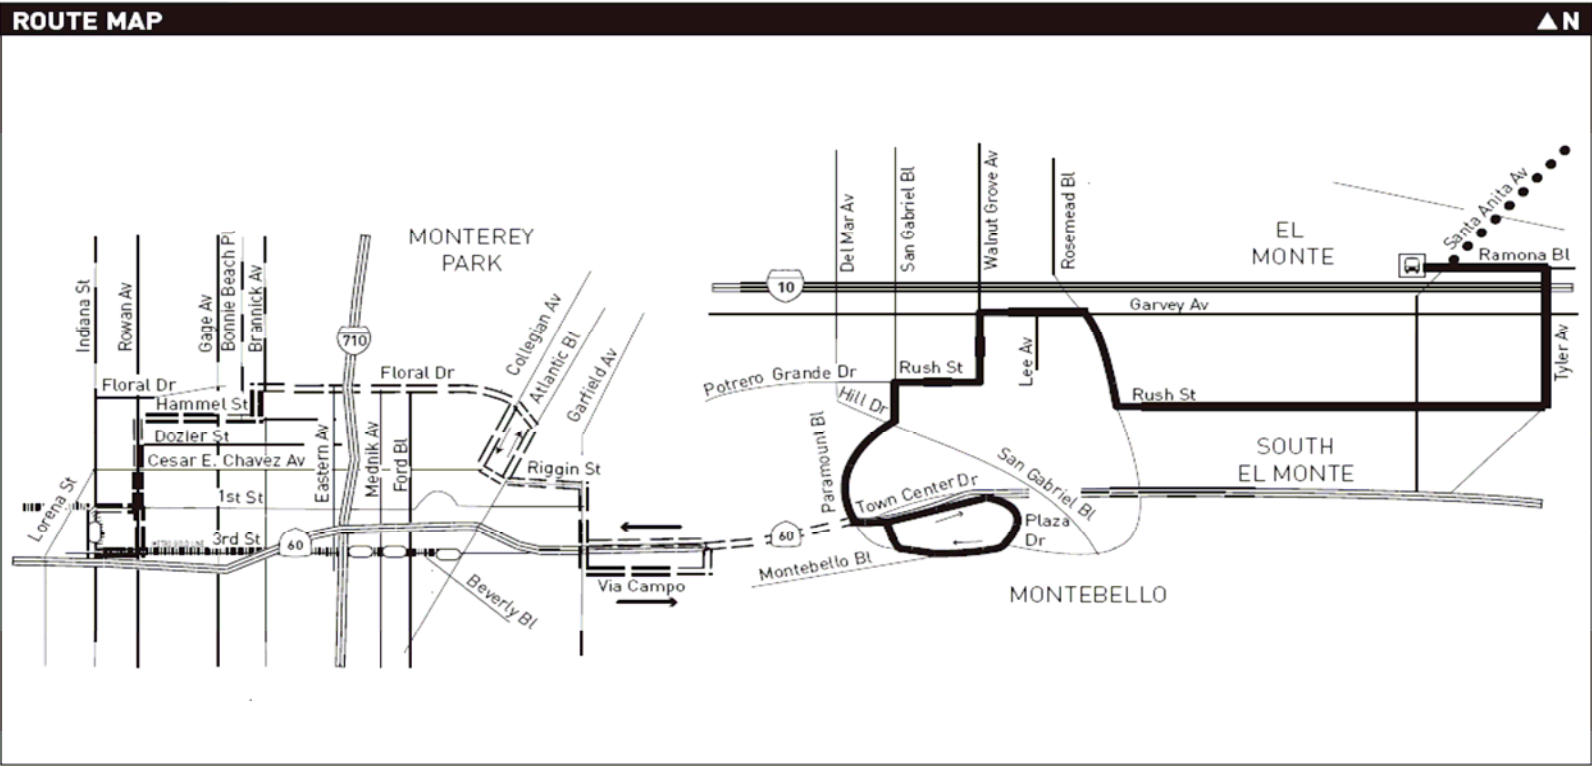 ROUTE MAP
N
MONTEREY
PARK
EL
MONTE
SOUTH
EL MONTE
MONTEBELLO
Indiana St
Rowan Av
Gage Av
Bonnie Beach Pl
Brannick Av
710
Floral Dr
Floral Dr
Hammel St
Dozier St
Cesar E. Chavez Av
1st St
3rd St
Lorena St
Eastern Av
Mednik Av
Ford Bl
60
Collegian Av
Atlantic Bl
Garfield Av
Riggin St
Via Campo
Beverly Bl
60
Montebello Bl
Del Mar Av
San Gabriel Bl
Walnut Grove Av
Rosemead Bl
10
Garvey Av
Lee Av
Rush St
Potrero Grande Dr
Hill Dr
Paramount Bl
Town Center Dr
San Gabriel Bl
Plaza
Dr
Rush St
Santa Anita Av
Ramona Bl
Tyler Av